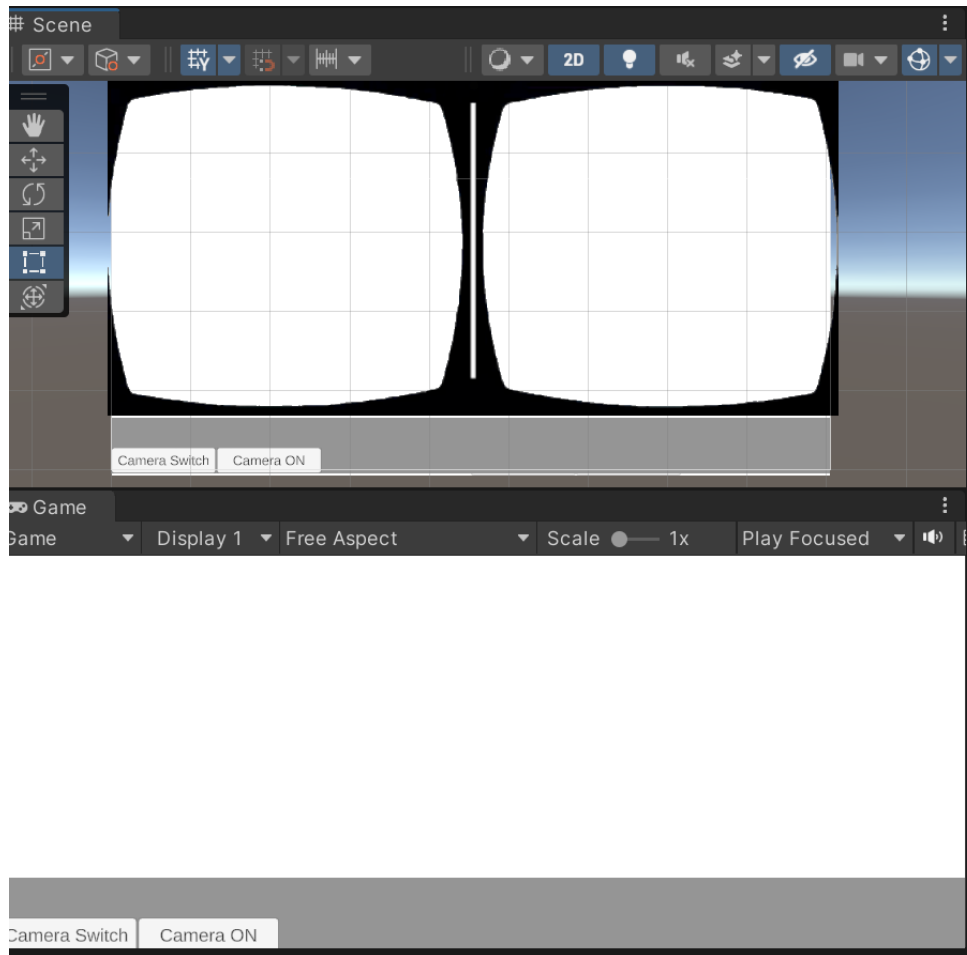 Scene
2D
Camera Switch Camera ON
Game
Game Display 1 Free Aspect Scale 1x Play Focused
Camera Switch Camera ON